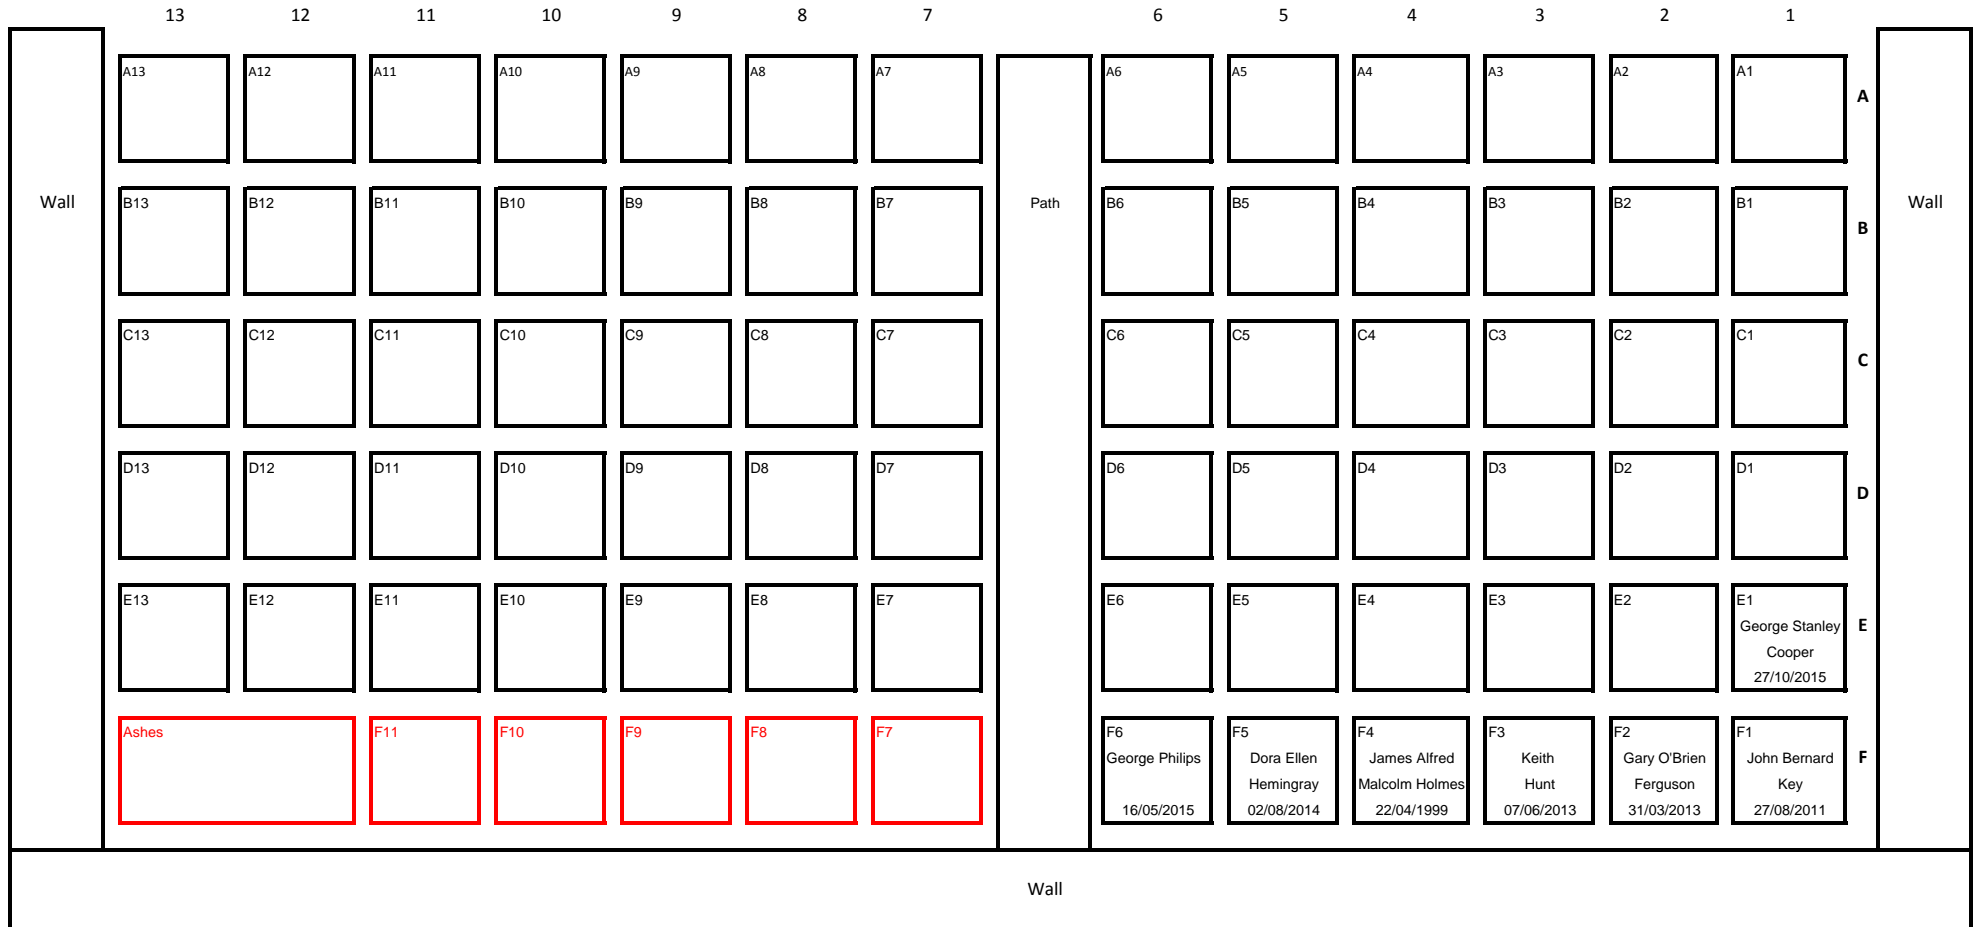 13 12 11 10 9 8 7 6 5 4 3 2 1
A13 A12 A11 A10 A9 A8 A7 A6 A5 A4 A3 A2 A1
A
Wall B13 B12 B11 B10 B9 B8 B7 Path B6 B5 B4 B3 B2 B1 Wall
B
C13 C12 C11 C10 C9 C8 C7 C6 C5 C4 C3 C2 C1
C
D13 D12 D11 D10 D9 D8 D7 D6 D5 D4 D3 D2 D1
D
E13 E12 E11 E10 E9 E8 E7 E6 E5 E4 E3 E2 E1
George Stanley E
Cooper
27/10/2015
Ashes F11 F10 F9 F8 F7 F6 F5 F4 F3 F2 F1
George Philips Dora Ellen James Alfred Keith Gary O'Brien John Bernard F
Hemingray Malcolm Holmes Hunt Ferguson Key
16/05/2015 02/08/2014 22/04/1999 07/06/2013 31/03/2013 27/08/2011
Wall